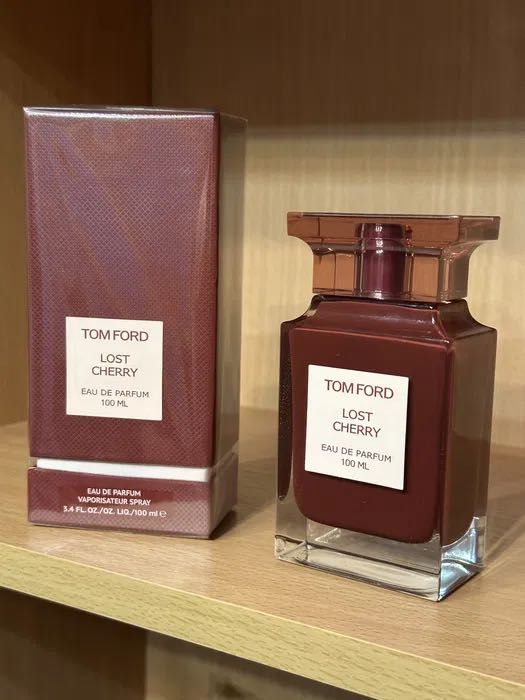 TOM FORD
LOST
CHERRY
EAU DE PARFUM
100 ML
EAU DE PARFUM
VAPORISATEUR SPRAY
3.4 FL. OZ./OZ. LIQ./100 ml ℮
TOM FORD
LOST
CHERRY
EAU DE PARFUM
100 ML